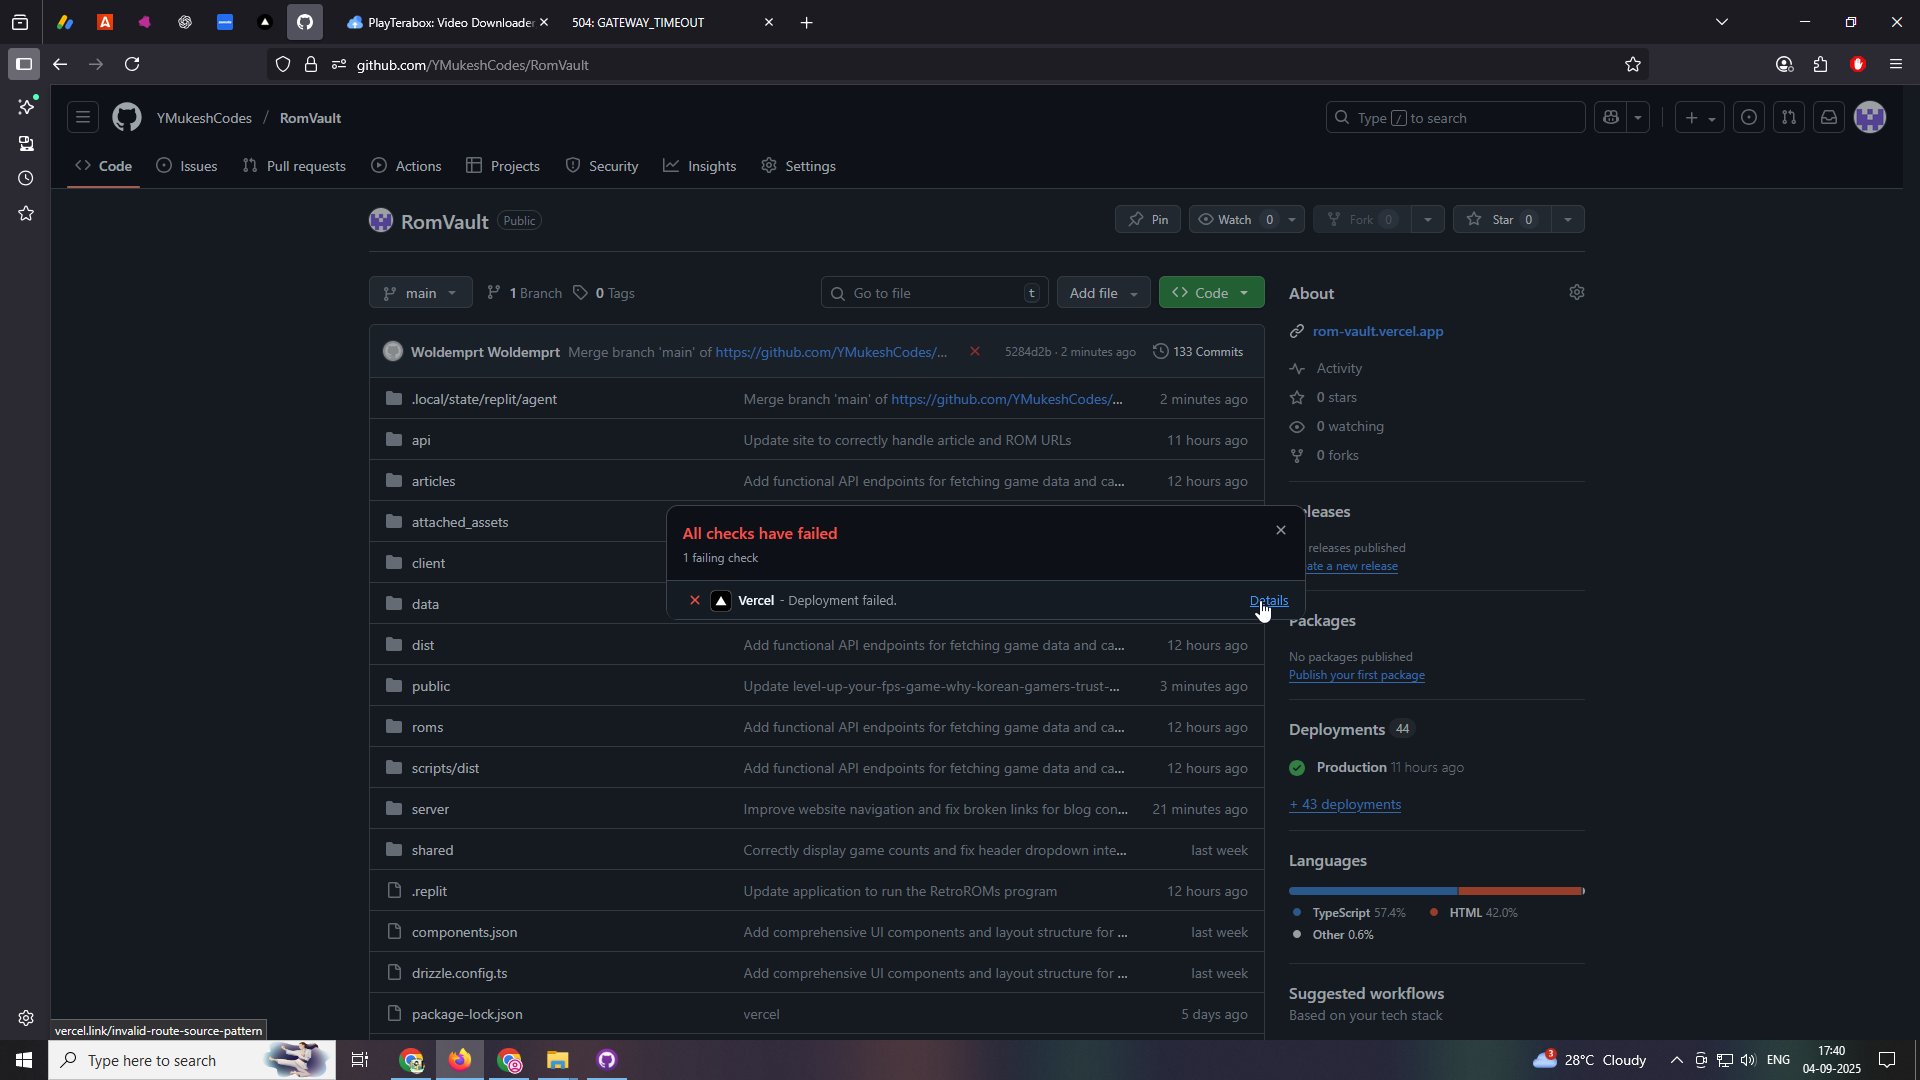 PlayTerabox: Video Downloader
504: GATEWAY_TIMEOUT
github.com/YMukeshCodes/RomVault
YMukeshCodes / RomVault
Type / to search
Code
Issues
Pull requests
Actions
Projects
Security
Insights
Settings
RomVault Public
Pin
Watch 0
Fork 0
Star 0
main
1 Branch
0 Tags
Go to file t
Add file
Code
Woldemprt Woldemprt Merge branch 'main' of https://github.com/YMukeshCodes/... 5284d2b · 2 minutes ago 133 Commits
.local/state/replit/agent Merge branch 'main' of https://github.com/YMukeshCodes/... 2 minutes ago
api Update site to correctly handle article and ROM URLs 11 hours ago
articles Add functional API endpoints for fetching game data and ca... 12 hours ago
attached_assets
client
data
dist Add functional API endpoints for fetching game data and ca... 12 hours ago
public Update level-up-your-fps-game-why-korean-gamers-trust-... 3 minutes ago
roms Add functional API endpoints for fetching game data and ca... 12 hours ago
scripts/dist Add functional API endpoints for fetching game data and ca... 12 hours ago
server Improve website navigation and fix broken links for blog con... 21 minutes ago
shared Correctly display game counts and fix header dropdown inte... last week
.replit Update application to run the RetroROMs program 12 hours ago
components.json Add comprehensive UI components and layout structure for ... last week
drizzle.config.ts Add comprehensive UI components and layout structure for ... last week
package-lock.json vercel 5 days ago
All checks have failed
1 failing check
Vercel - Deployment failed. Details
About
rom-vault.vercel.app
Activity
0 stars
0 watching
0 forks
eleases
releases published
ate a new release
Packages
No packages published
Publish your first package
Deployments 44
Production 11 hours ago
+ 43 deployments
Languages
TypeScript 57.4% HTML 42.0%
Other 0.6%
Suggested workflows
Based on your tech stack
vercel.link/invalid-route-source-pattern
Type here to search
3
28°C Cloudy
ENG
17:40
04-09-2025